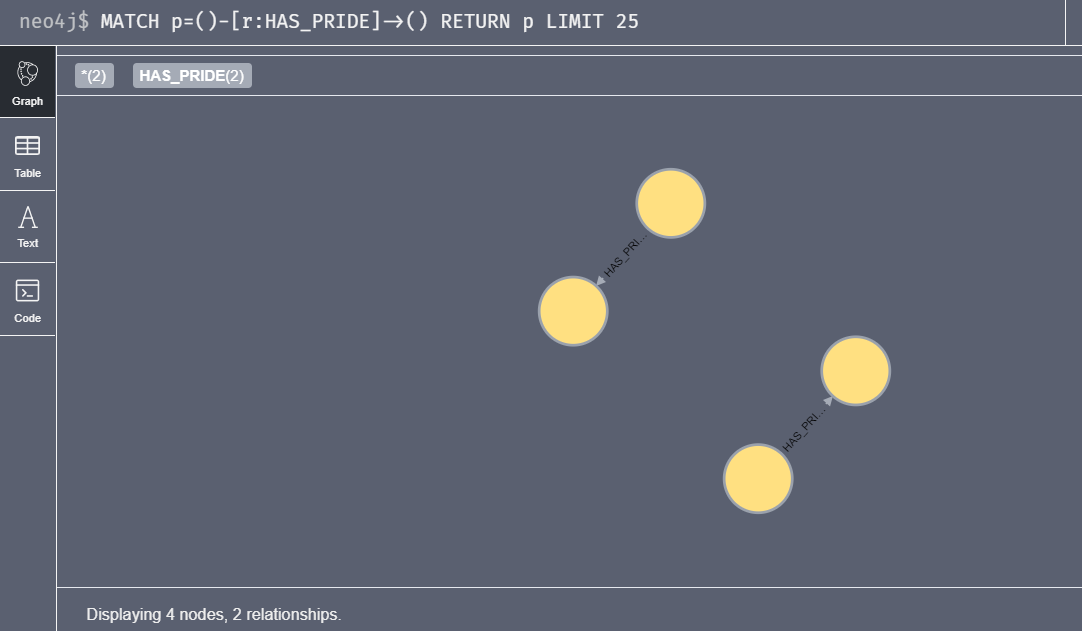 neo4j$ MATCH p=()-[r:HAS_PRIDE]→() RETURN p LIMIT 25
*(2) HAS_PRIDE(2)
Graph
Table
Text
Code
HAS_PRI…
HAS_PRI…
Displaying 4 nodes, 2 relationships.